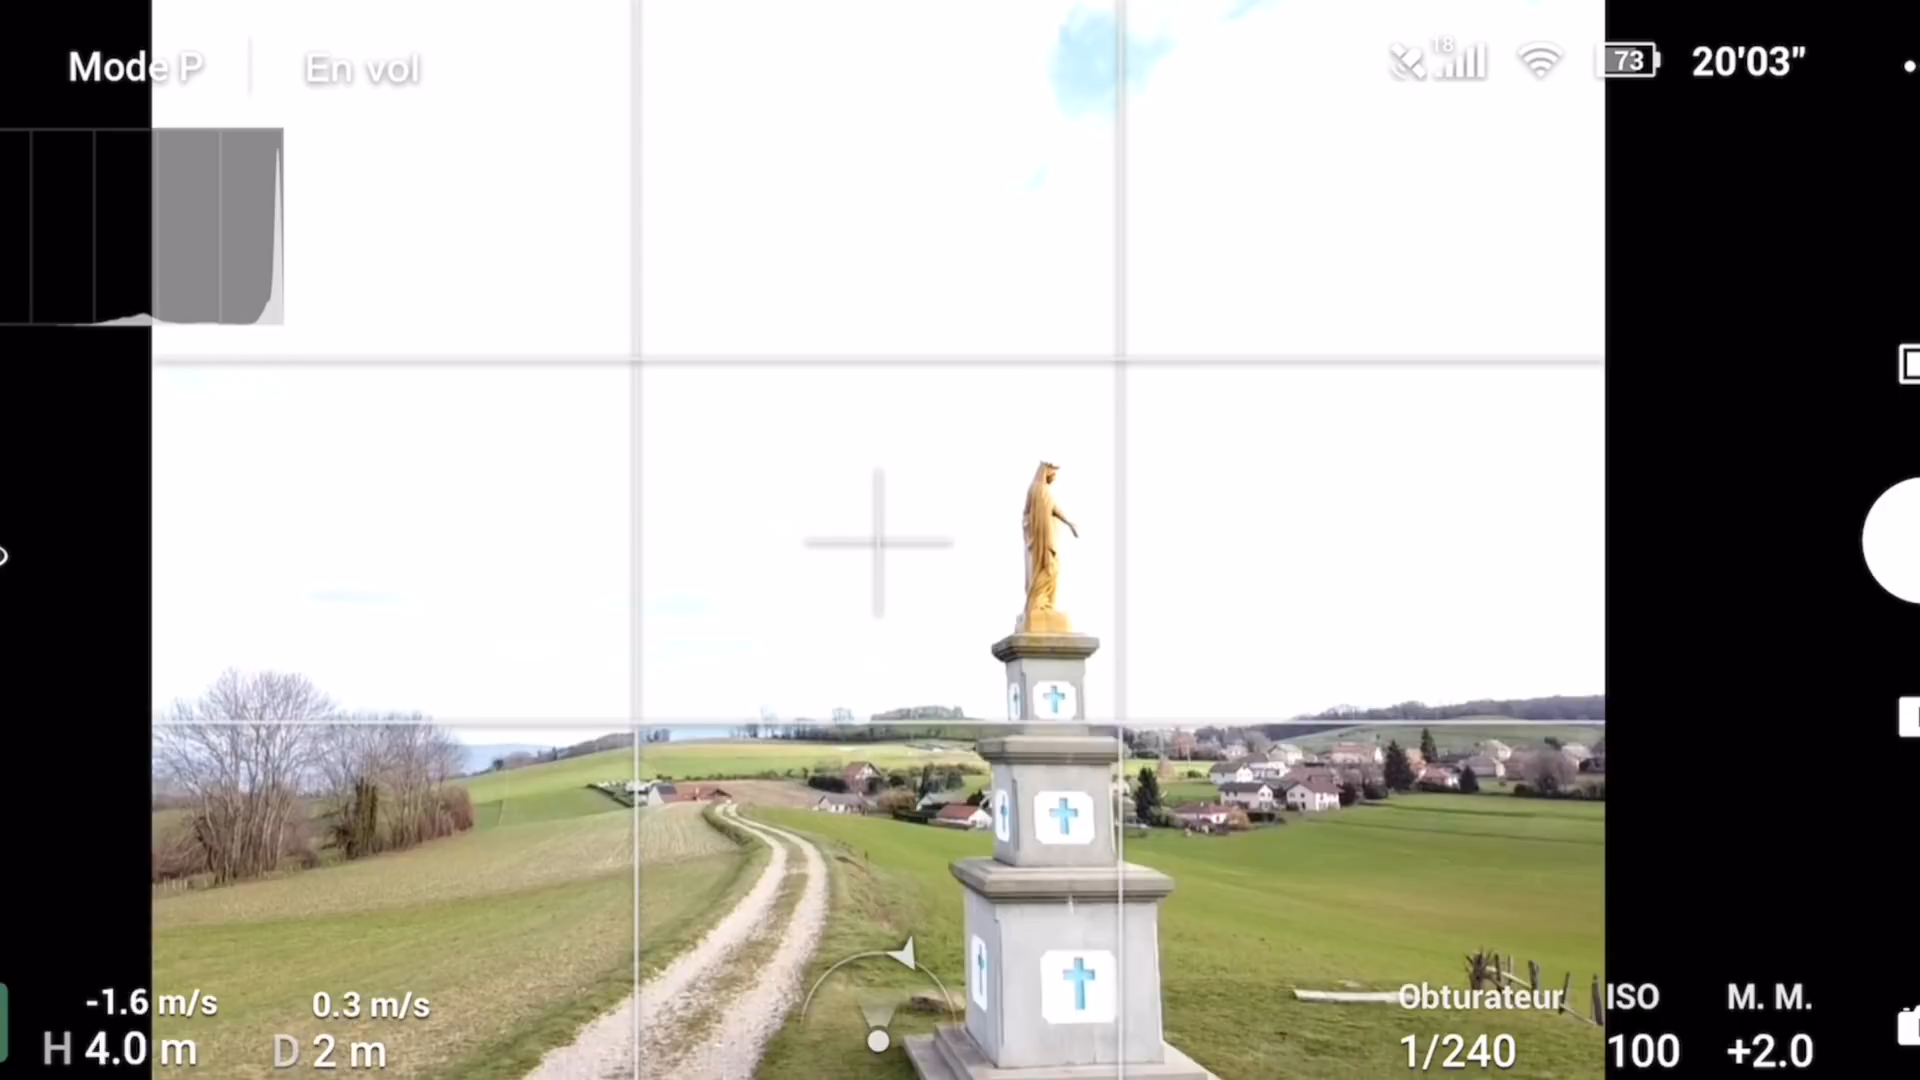 Mode P En vol 18 73 20'03"
-1.6 m/s 0.3 m/s
H 4.0 m D 2 m
Obturateur ISO M. M.
1/240 100 +2.0